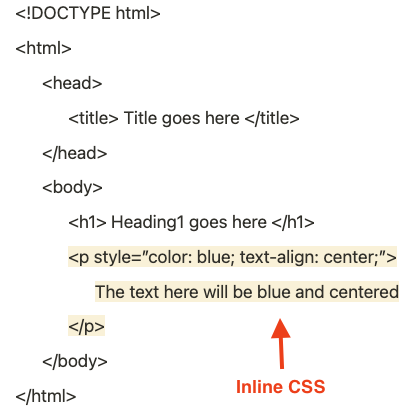 <!DOCTYPE html>
<html>
<head>
<title> Title goes here </title>
</head>
<body>
<h1> Heading1 goes here </h1>
<p style=”color: blue; text-align: center;”>
The text here will be blue and centered
</p>
</body>
</html>
Inline CSS